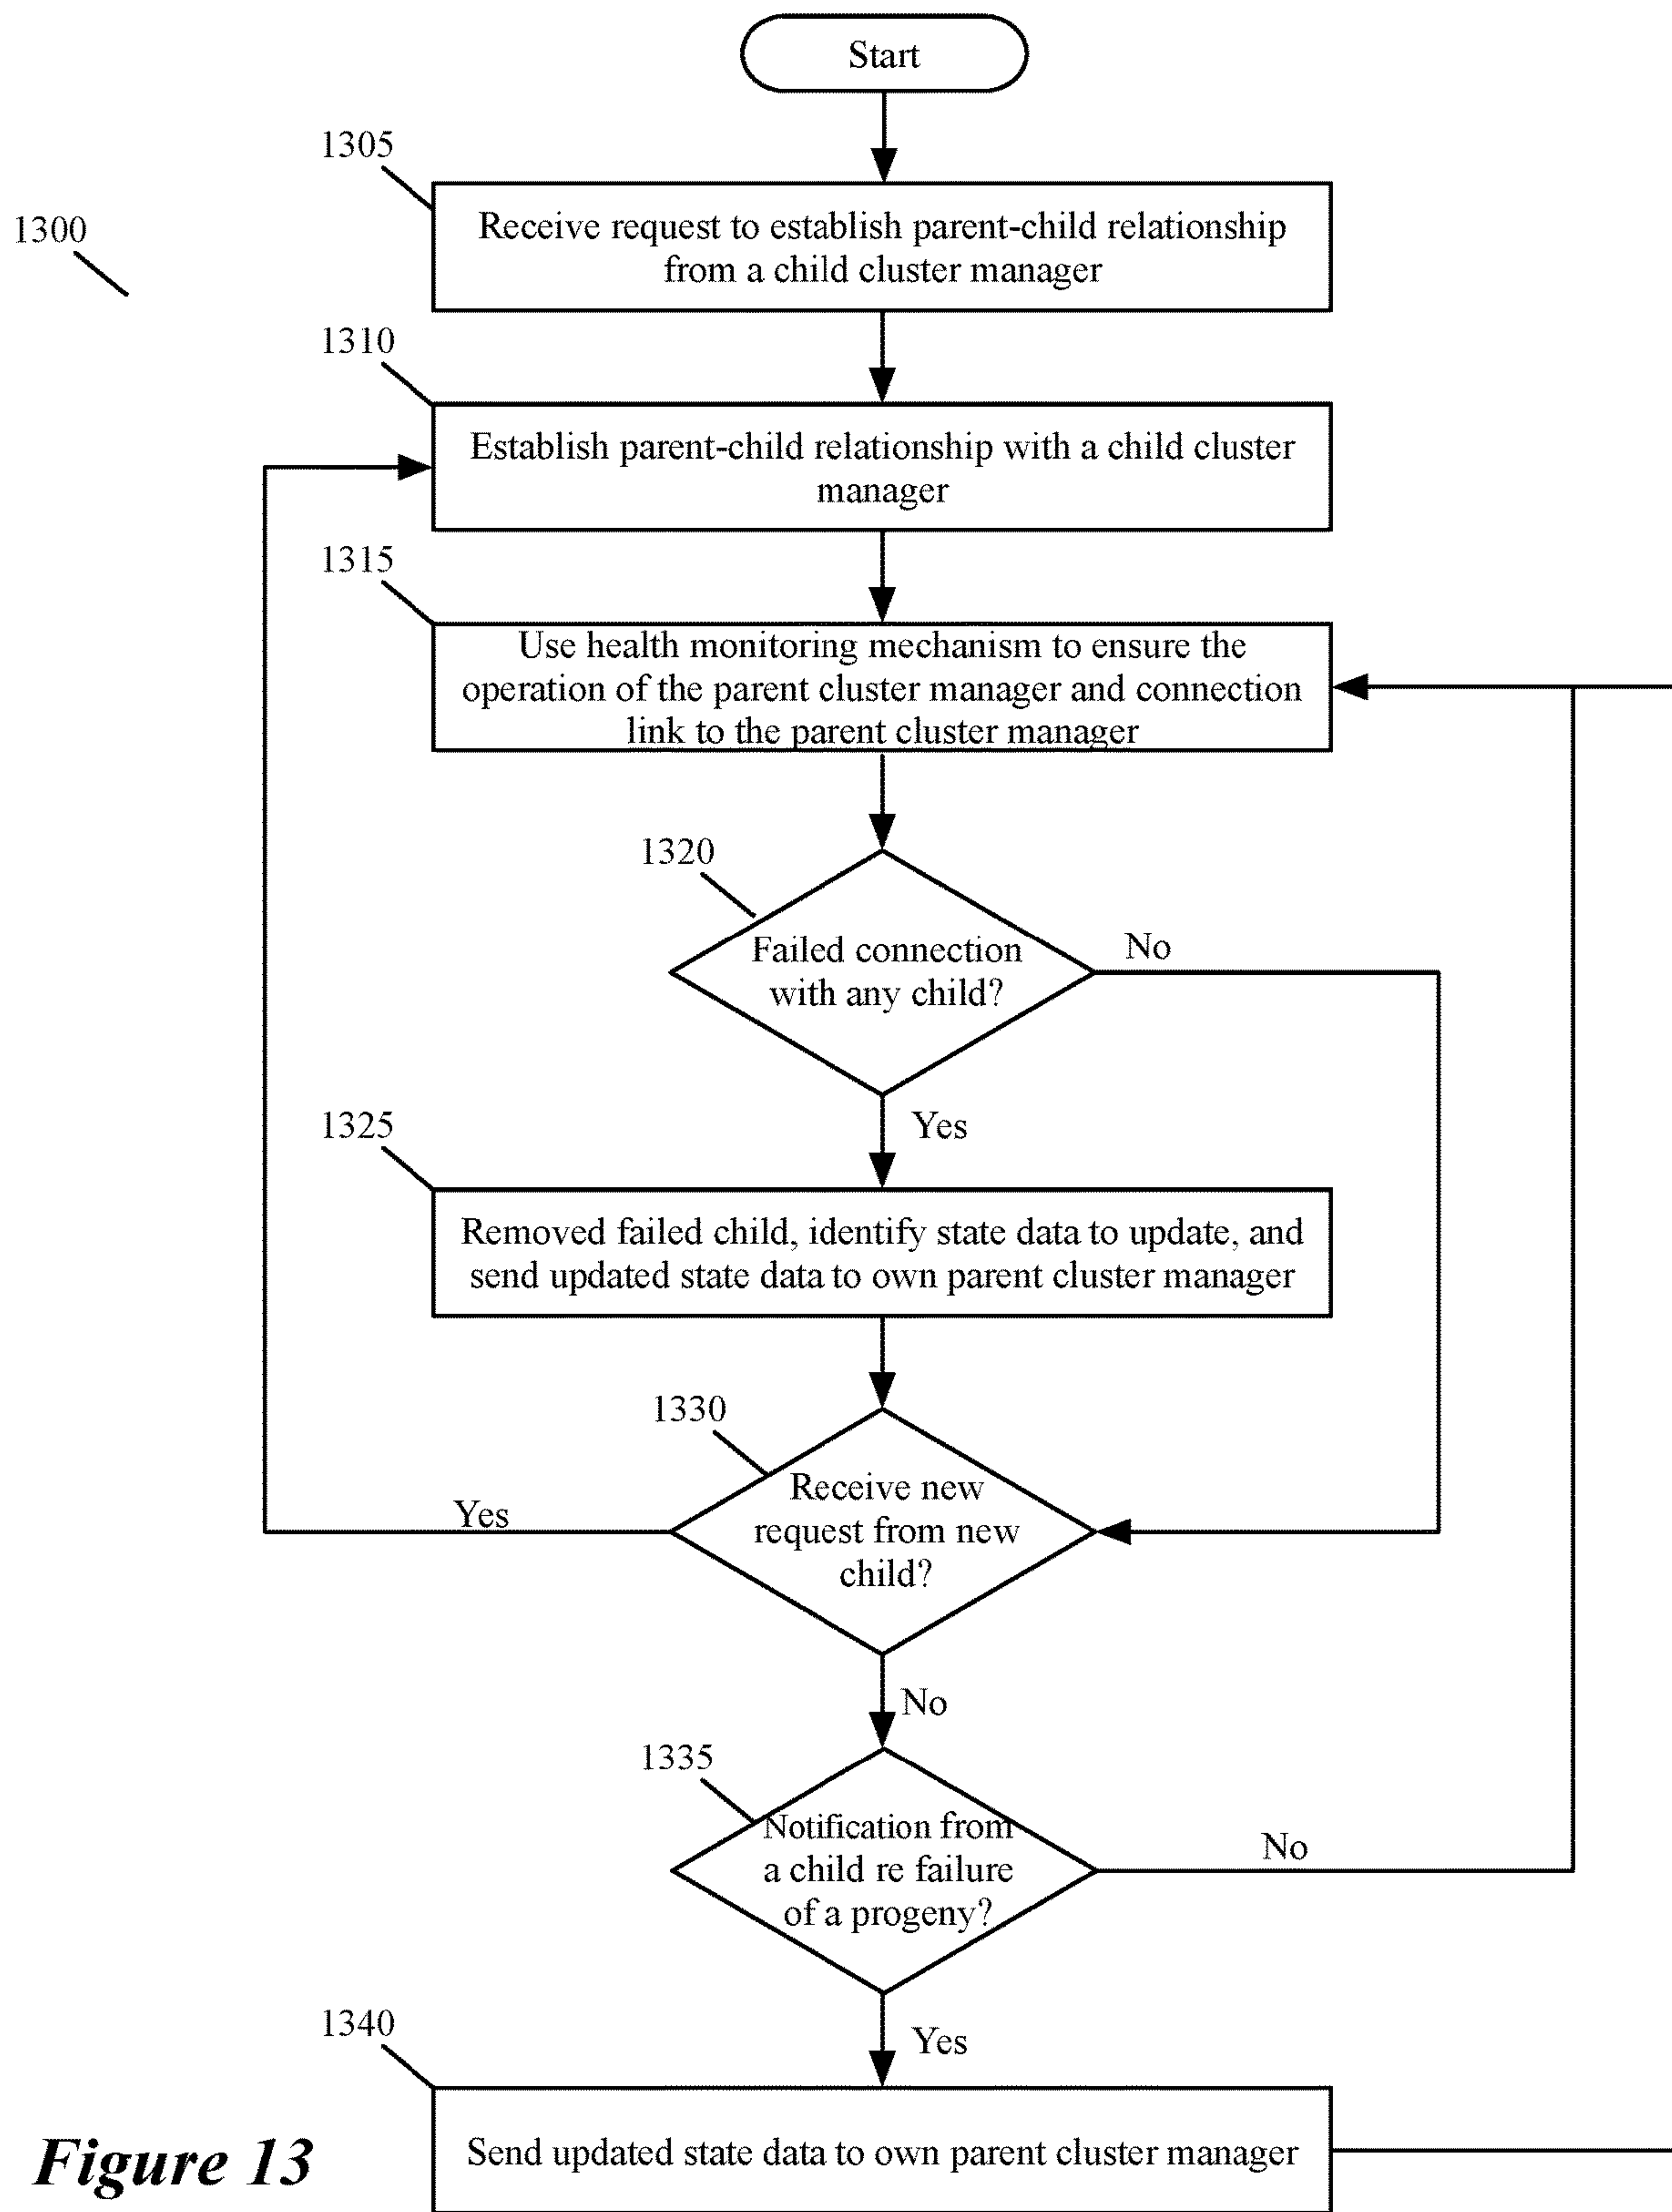 Start
1305
1300
Receive request to establish parent-child relationship
from a child cluster manager
1310
Establish parent-child relationship with a child cluster
manager
1315
Use health monitoring mechanism to ensure the
operation of the parent cluster manager and connection
link to the parent cluster manager
1320
Failed connection
with any child?
No
Yes
1325
Removed failed child, identify state data to update, and
send updated state data to own parent cluster manager
1330
Receive new
request from new
child?
Yes
No
1335
Notification from
a child re failure
of a progeny?
No
Yes
1340
Send updated state data to own parent cluster manager
Figure 13